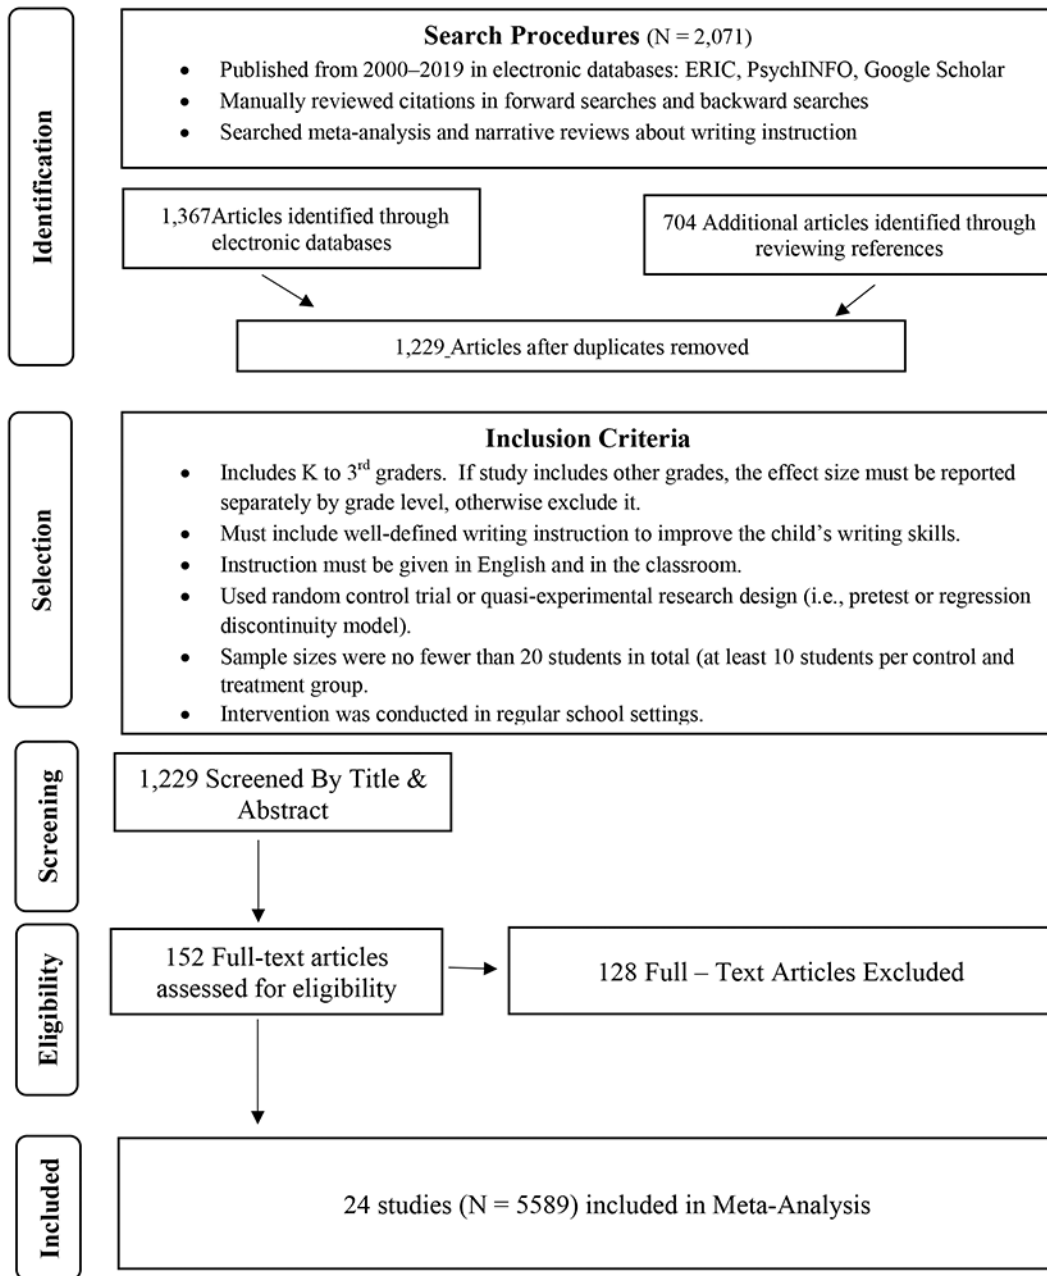 Identification
Search Procedures (N = 2,071)
• Published from 2000–2019 in electronic databases: ERIC, PsychINFO, Google Scholar
• Manually reviewed citations in forward searches and backward searches
• Searched meta-analysis and narrative reviews about writing instruction
1,367Articles identified through
electronic databases
704 Additional articles identified through
reviewing references
1,229 Articles after duplicates removed
Selection
Inclusion Criteria
• Includes K to 3rd graders.  If study includes other grades, the effect size must be reported
separately by grade level, otherwise exclude it.
• Must include well-defined writing instruction to improve the child's writing skills.
• Instruction must be given in English and in the classroom.
• Used random control trial or quasi-experimental research design (i.e., pretest or regression
discontinuity model).
• Sample sizes were no fewer than 20 students in total (at least 10 students per control and
treatment group.
• Intervention was conducted in regular school settings.
Screening
1,229 Screened By Title &
Abstract
Eligibility
152 Full-text articles
assessed for eligibility
128 Full – Text Articles Excluded
Included
24 studies (N = 5589) included in Meta-Analysis